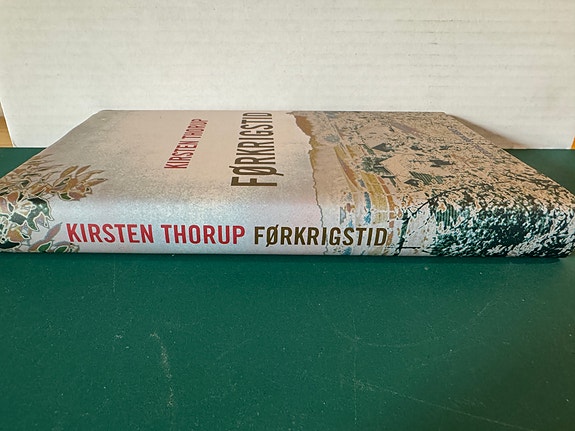 KIRSTEN THORUP
FØRKRIGSTID
KIRSTEN THORUP FØRKRIGSTID